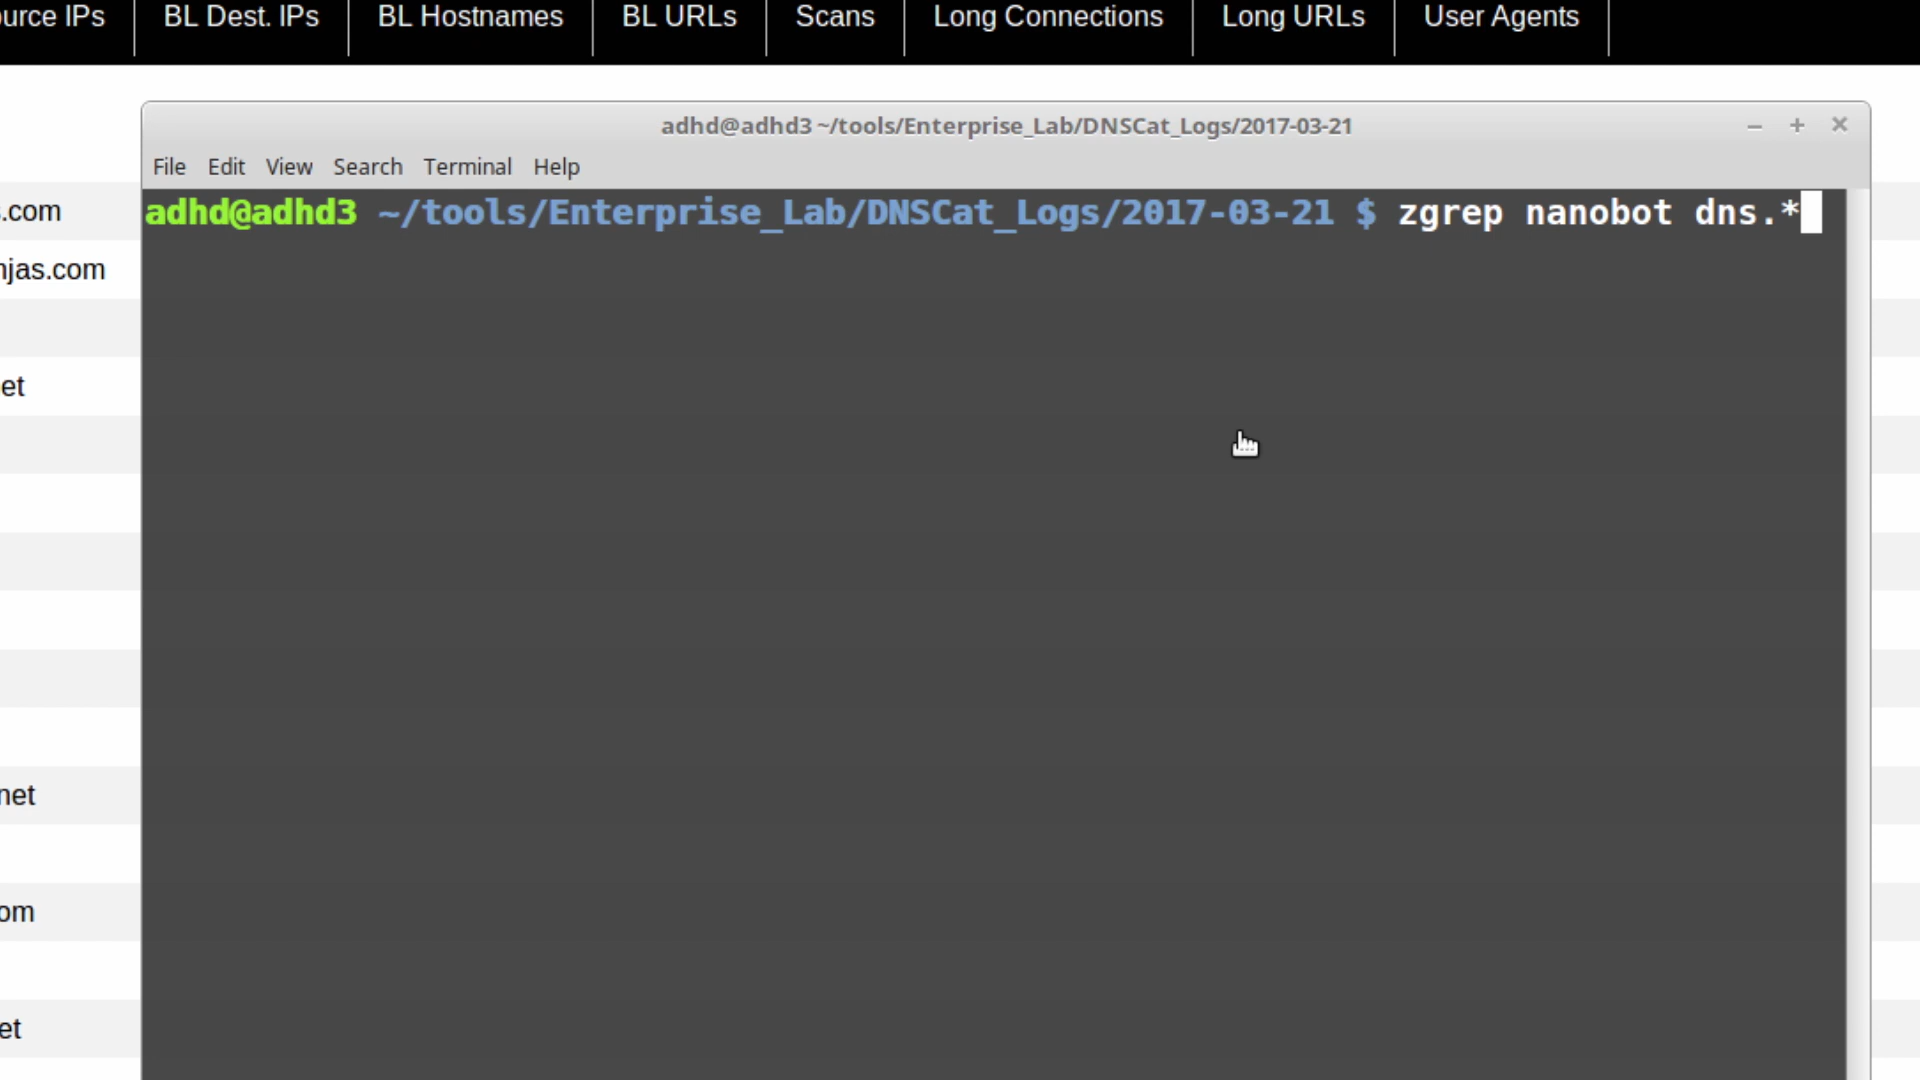 urce IPs BL Dest. IPs BL Hostnames BL URLs Scans Long Connections Long URLs User Agents
adhd@adhd3 ~/tools/Enterprise_Lab/DNSCat_Logs/2017-03-21
File Edit View Search Terminal Help
adhd@adhd3 ~/tools/Enterprise_Lab/DNSCat_Logs/2017-03-21 $ zgrep nanobot dns.*
.com
njas.com
et
net
om
et